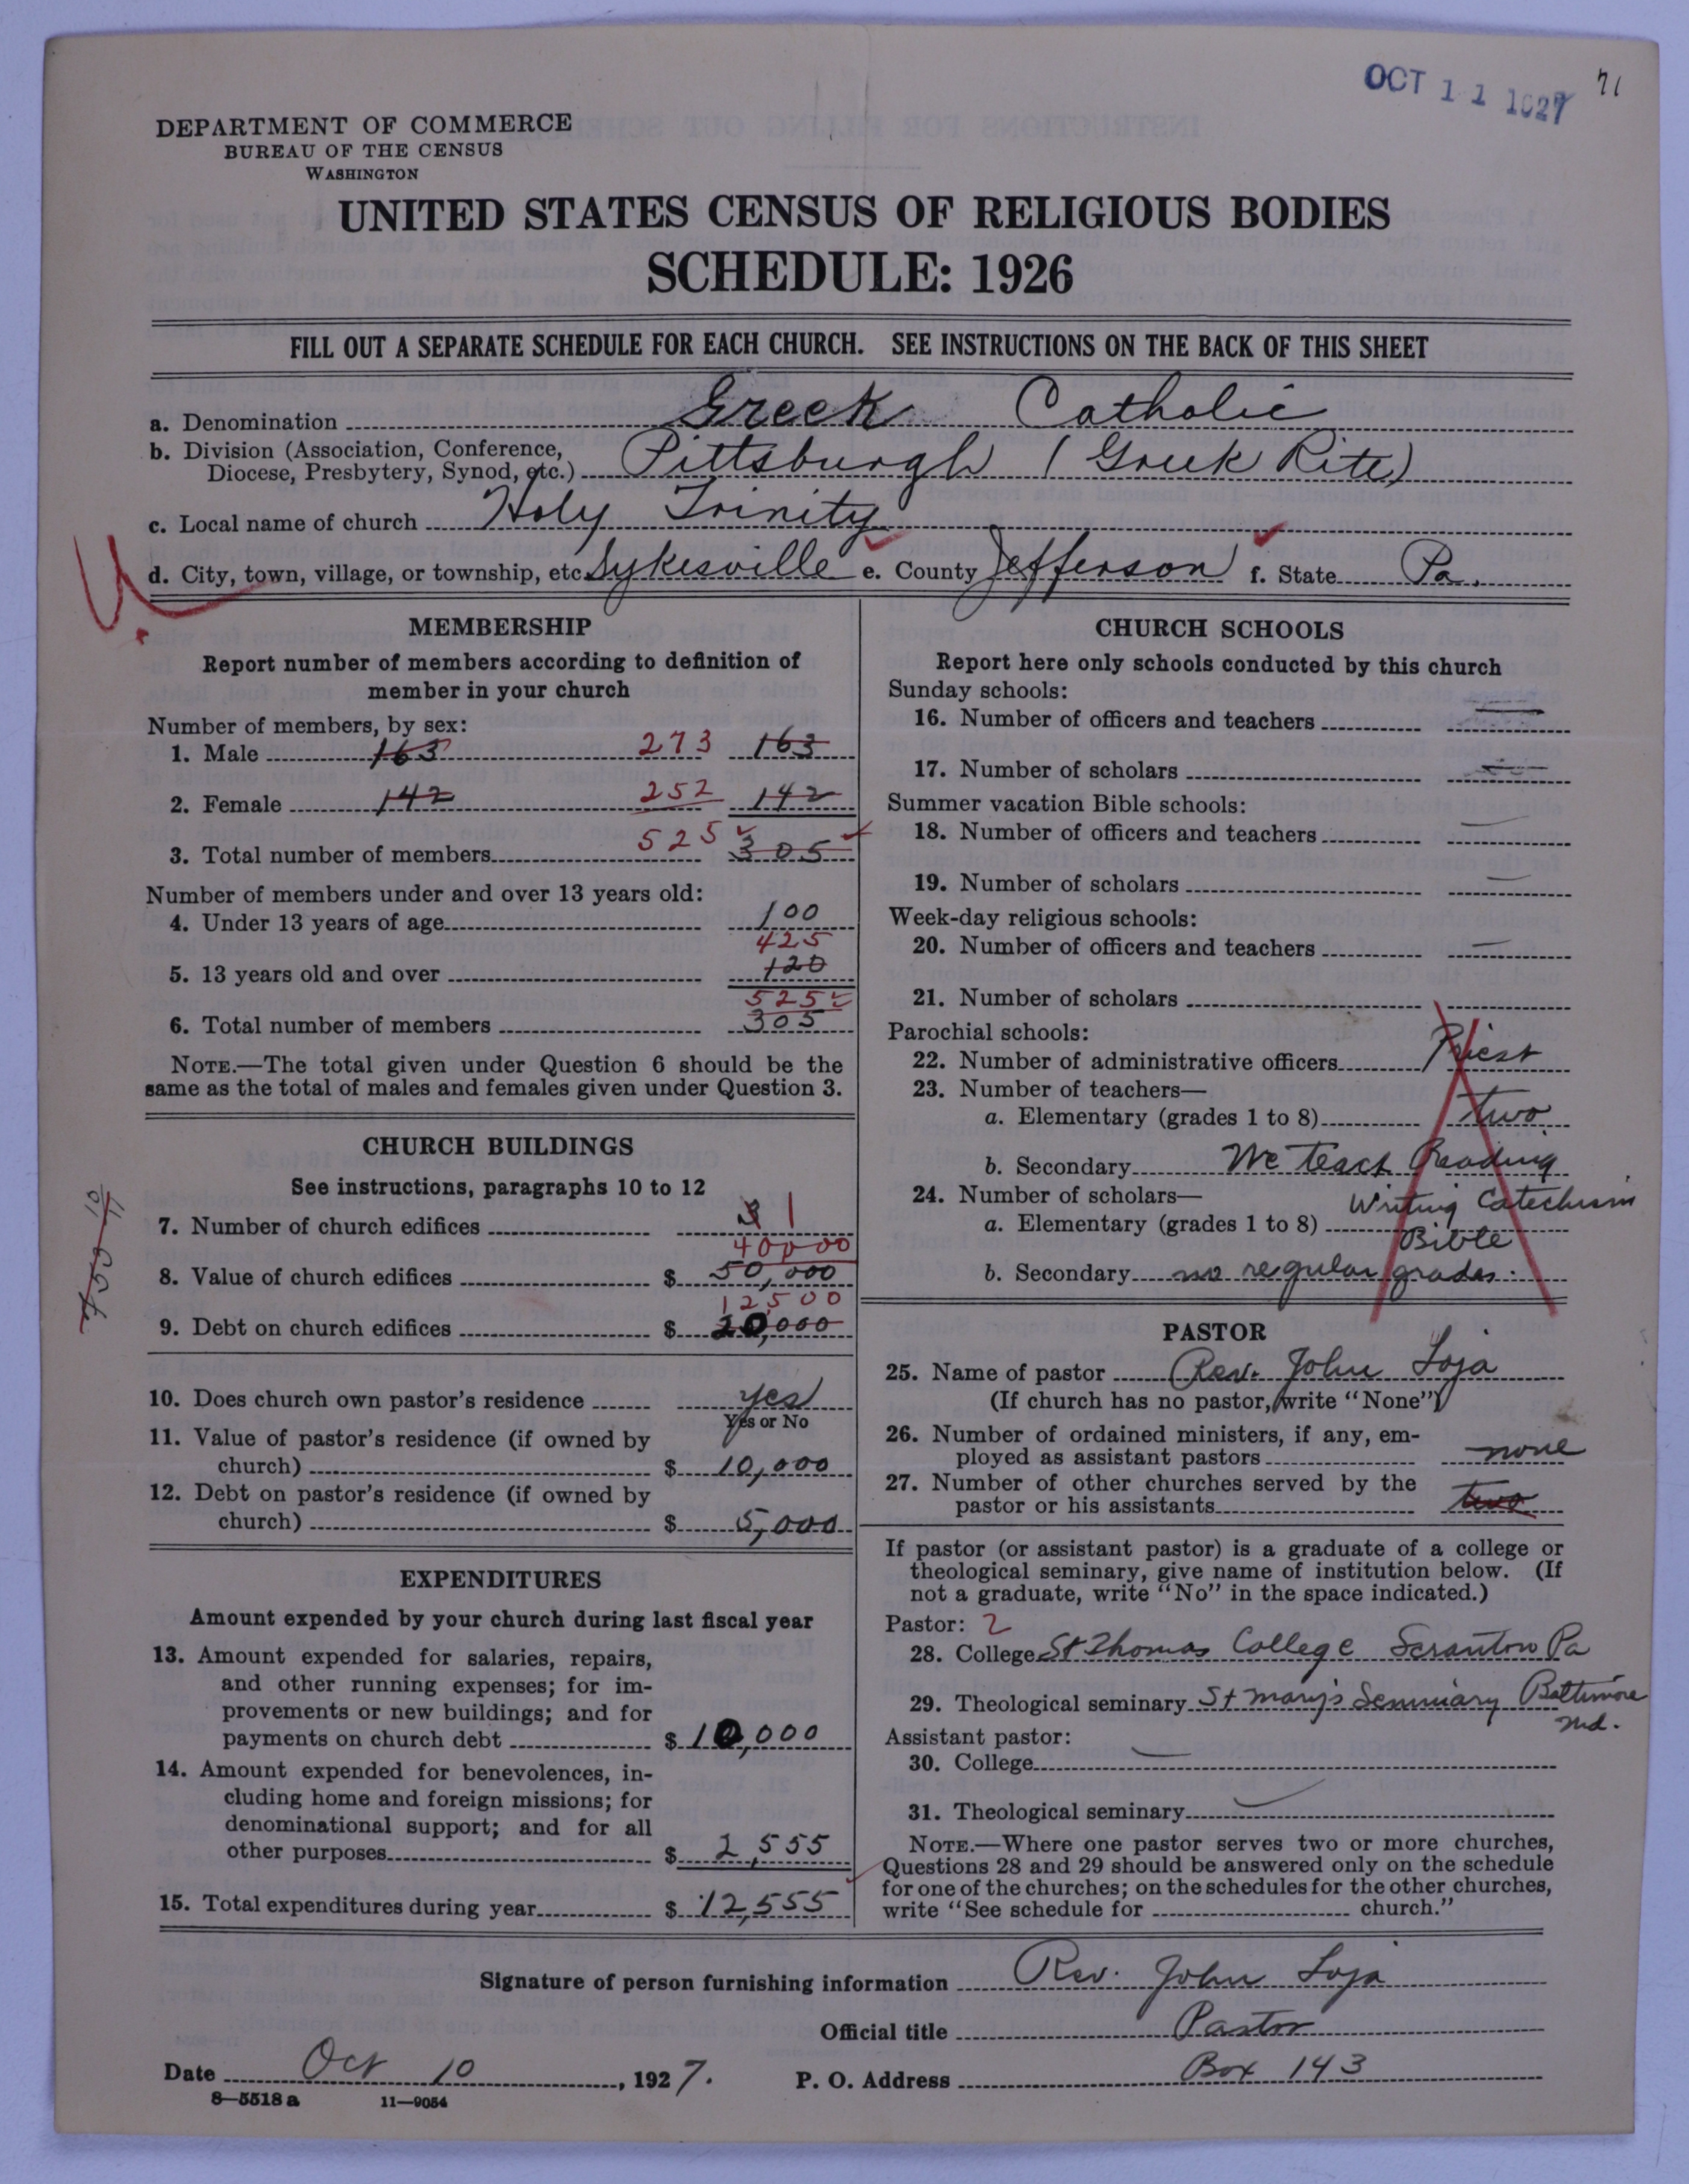 OCT 11 1927
71
DEPARTMENT OF COMMERCE
BUREAU OF THE CENSUS
WASHINGTON
UNITED STATES CENSUS OF RELIGIOUS BODIES
SCHEDULE: 1926
FILL OUT A SEPARATE SCHEDULE FOR EACH CHURCH. SEE INSTRUCTIONS ON THE BACK OF THIS SHEET
a. Denomination Greek Catholic
b. Division (Association, Conference,
Diocese, Presbytery, Synod, etc.) Pittsburgh (Greek Rite)
c. Local name of church Holy Trinity
d. City, town, village, or township, etc. Sykesville e. County Jefferson f. State Pa.
MEMBERSHIP
Report number of members according to definition of
member in your church
Number of members, by sex:
1. Male 163 273 163
2. Female 142 252 142
525
3. Total number of members 305
Number of members under and over 13 years old:
4. Under 13 years of age 100
425
5. 13 years old and over 120
525
6. Total number of members 305
NOTE.—The total given under Question 6 should be the
same as the total of males and females given under Question 3.
CHURCH BUILDINGS
See instructions, paragraphs 10 to 12
7. Number of church edifices 3 1
40000
8. Value of church edifices $ 50,000
12,500
9. Debt on church edifices $ 20,000
10. Does church own pastor's residence yes
Yes or No
11. Value of pastor's residence (if owned by
church) $ 10,000
12. Debt on pastor's residence (if owned by
church) $ 5,000
EXPENDITURES
Amount expended by your church during last fiscal year
13. Amount expended for salaries, repairs,
and other running expenses; for im-
provements or new buildings; and for
payments on church debt $ 10,000
14. Amount expended for benevolences, in-
cluding home and foreign missions; for
denominational support; and for all
other purposes $ 2,555
15. Total expenditures during year $ 12,555
CHURCH SCHOOLS
Report here only schools conducted by this church
Sunday schools:
16. Number of officers and teachers —
17. Number of scholars —
Summer vacation Bible schools:
18. Number of officers and teachers —
19. Number of scholars —
Week-day religious schools:
20. Number of officers and teachers —
21. Number of scholars
Parochial schools:
22. Number of administrative officers Priest
23. Number of teachers—
a. Elementary (grades 1 to 8) two
b. Secondary We teach Reading
24. Number of scholars— Writing Catechism
a. Elementary (grades 1 to 8) Bible
b. Secondary no regular grades.
PASTOR
25. Name of pastor Rev. John Loja
(If church has no pastor, write "None")
26. Number of ordained ministers, if any, em-
ployed as assistant pastors none
27. Number of other churches served by the
pastor or his assistants two
If pastor (or assistant pastor) is a graduate of a college or
theological seminary, give name of institution below. (If
not a graduate, write "No" in the space indicated.)
Pastor: 2
28. College St Thomas College Scranton Pa
29. Theological seminary St Mary's Seminary Baltimore
Md.
Assistant pastor:
30. College —
31. Theological seminary —
NOTE.—Where one pastor serves two or more churches,
Questions 28 and 29 should be answered only on the schedule
for one of the churches; on the schedules for the other churches,
write "See schedule for church."
Signature of person furnishing information Rev. John Loja
Official title Pastor
Date Oct 10, 1927. P. O. Address Box 143
8—5518a 11—9054